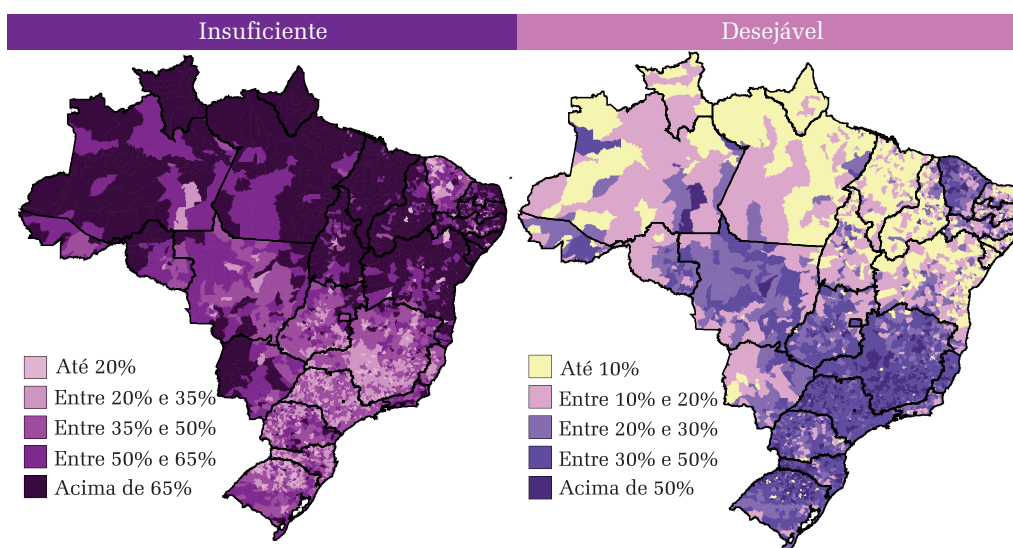 Insuficiente
Desejável
Até 20%
Entre 20% e 35%
Entre 35% e 50%
Entre 50% e 65%
Acima de 65%
Até 10%
Entre 10% e 20%
Entre 20% e 30%
Entre 30% e 50%
Acima de 50%